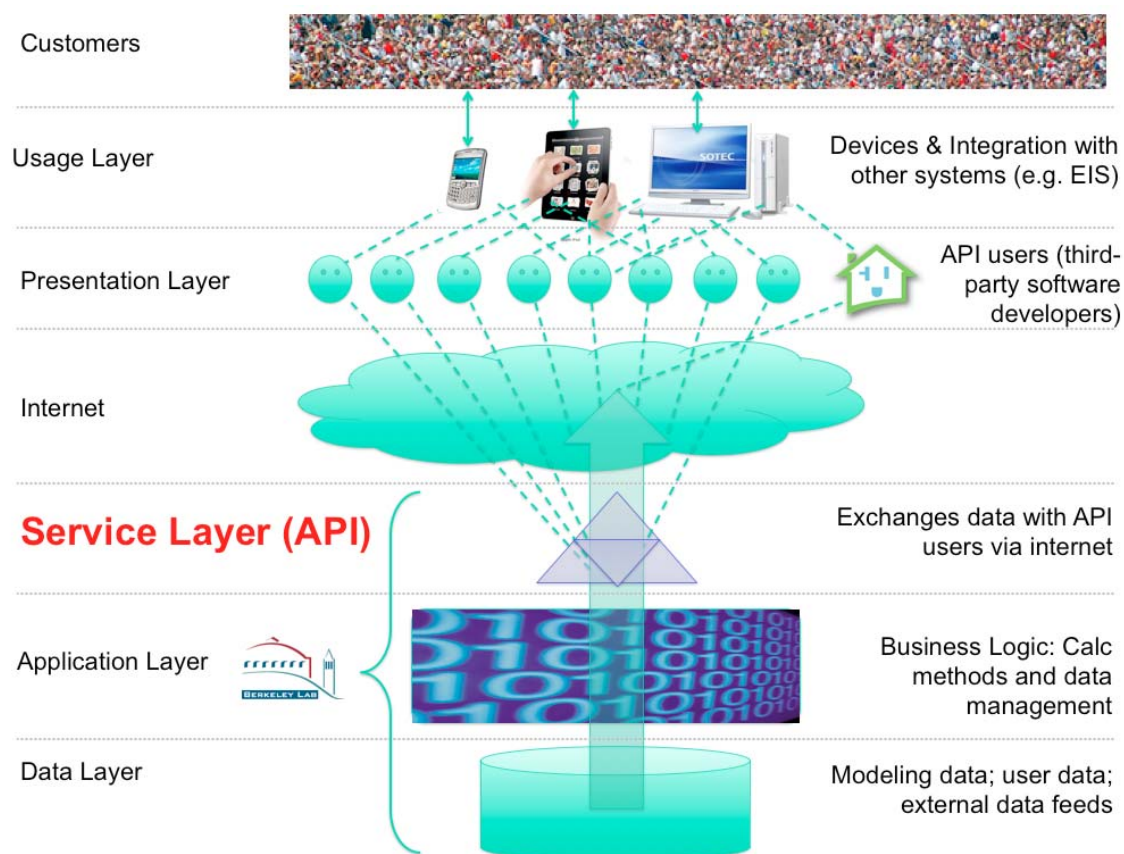 Customers
Usage Layer
SOTEC
Devices & Integration with
other systems (e.g. EIS)
Presentation Layer
API users (third-
party software
developers)
Internet
Service Layer (API)
Exchanges data with API
users via internet
Application Layer
BERKELEY LAB
Business Logic: Calc
methods and data
management
Data Layer
Modeling data; user data;
external data feeds